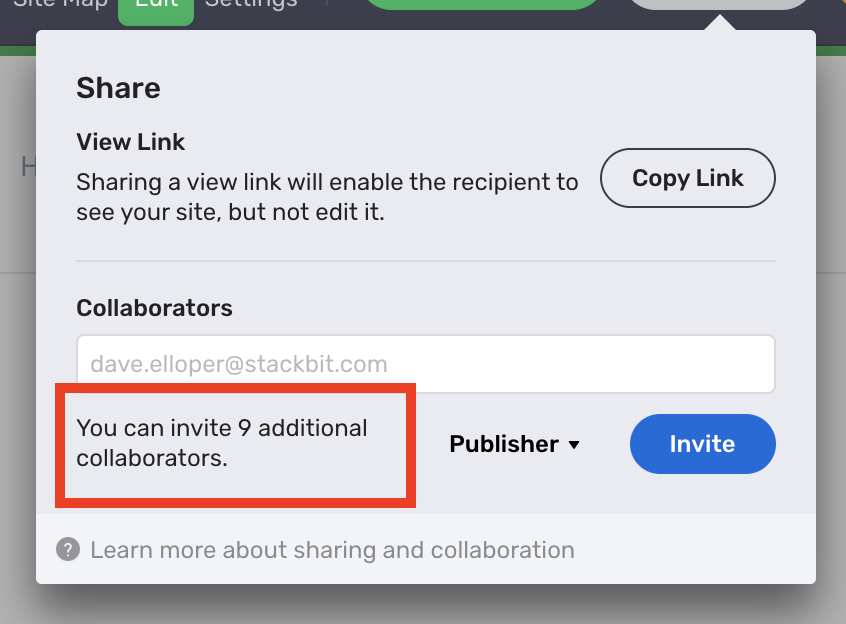 Site Map Edit Settings
Share
View Link
Sharing a view link will enable the recipient to
see your site, but not edit it.
Copy Link
Collaborators
dave.elloper@stackbit.com
You can invite 9 additional
collaborators.
Publisher
Invite
? Learn more about sharing and collaboration